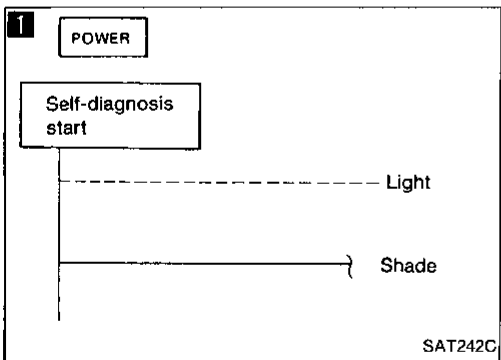 1
POWER
Self-diagnosis
start
Light
Shade
SAT242C